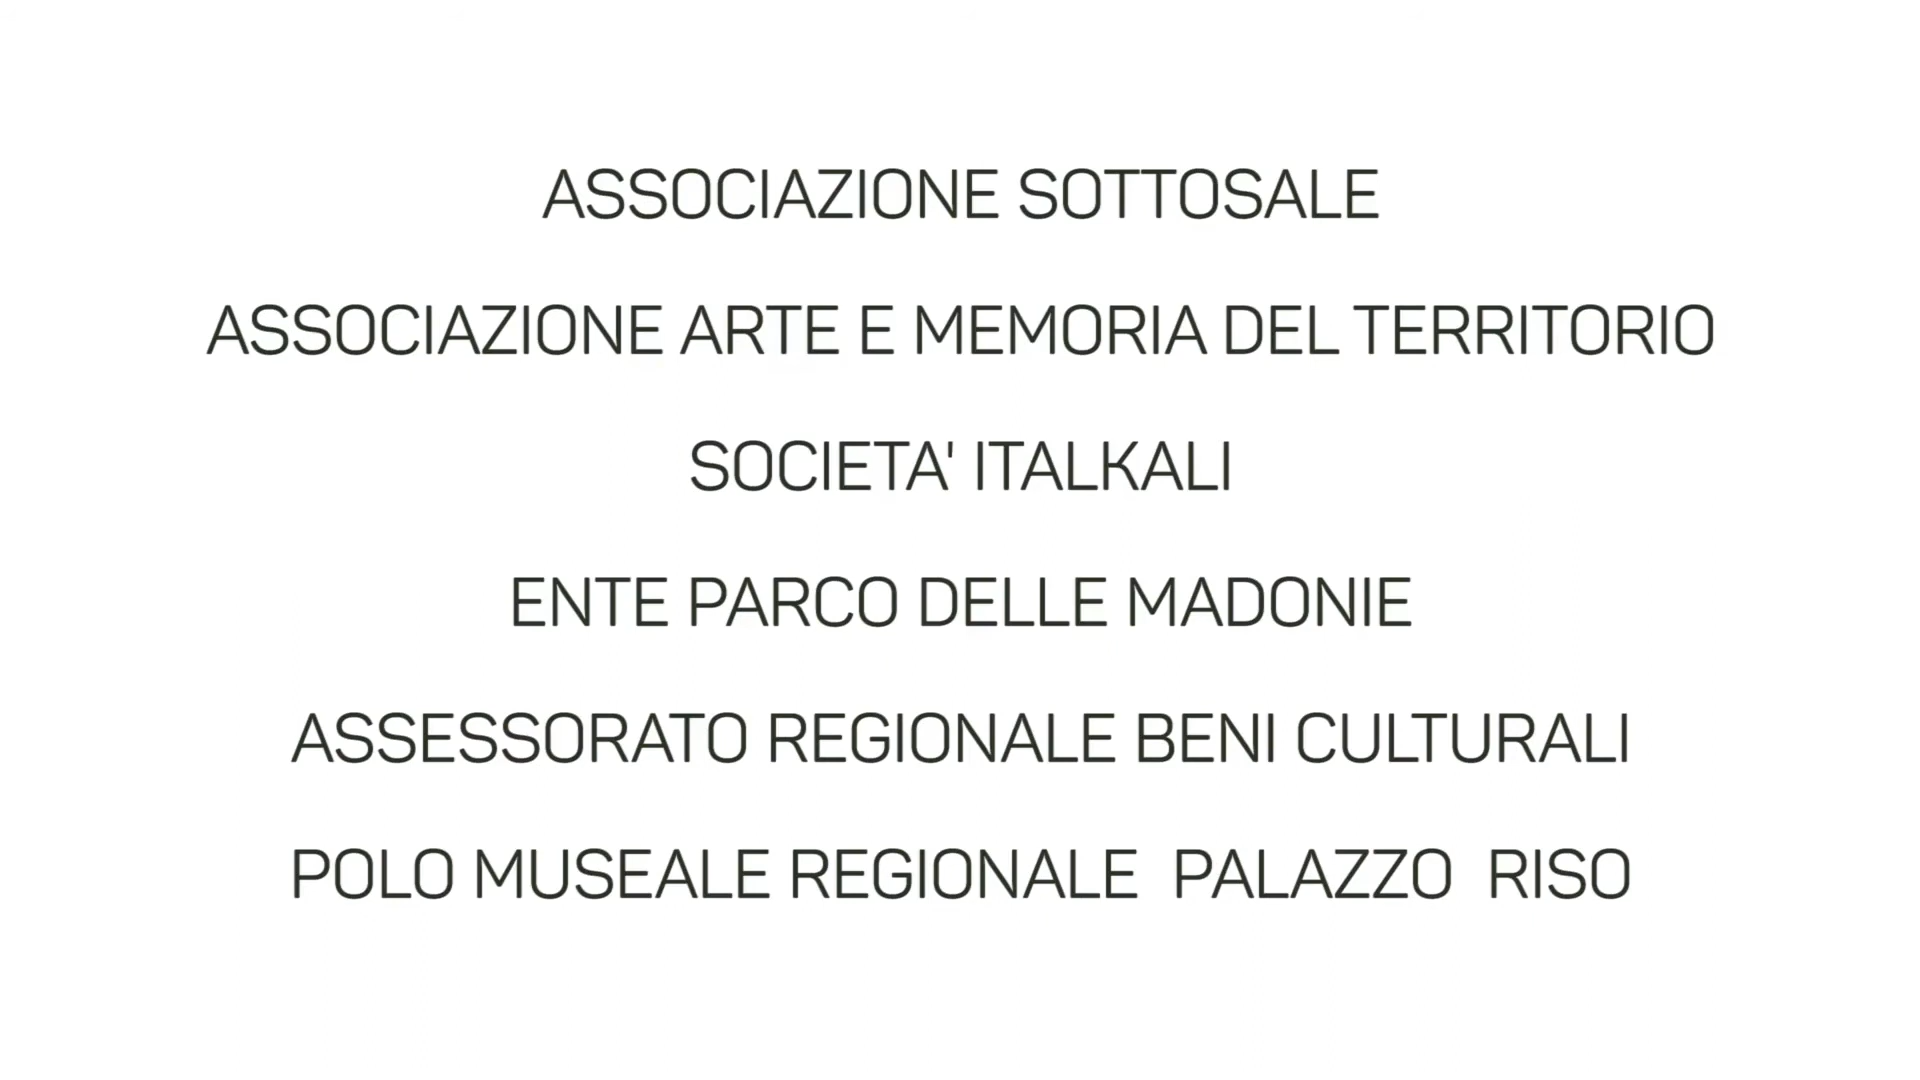 ASSOCIAZIONE SOTTOSALE
ASSOCIAZIONE ARTE E MEMORIA DEL TERRITORIO
SOCIETA' ITALKALI
ENTE PARCO DELLE MADONIE
ASSESSORATO REGIONALE BENI CULTURALI
POLO MUSEALE REGIONALE  PALAZZO  RISO